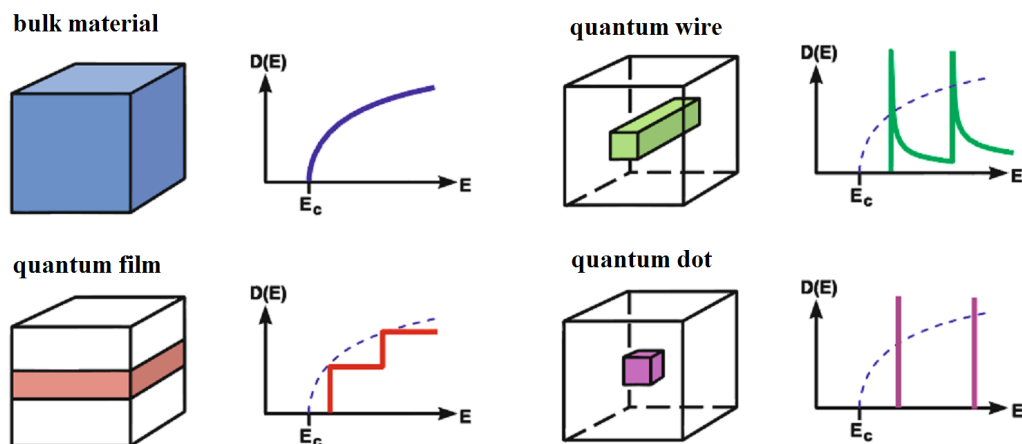 bulk material
D(E)
E
Ec
quantum wire
D(E)
E
Ec
quantum film
D(E)
E
Ec
quantum dot
D(E)
E
Ec